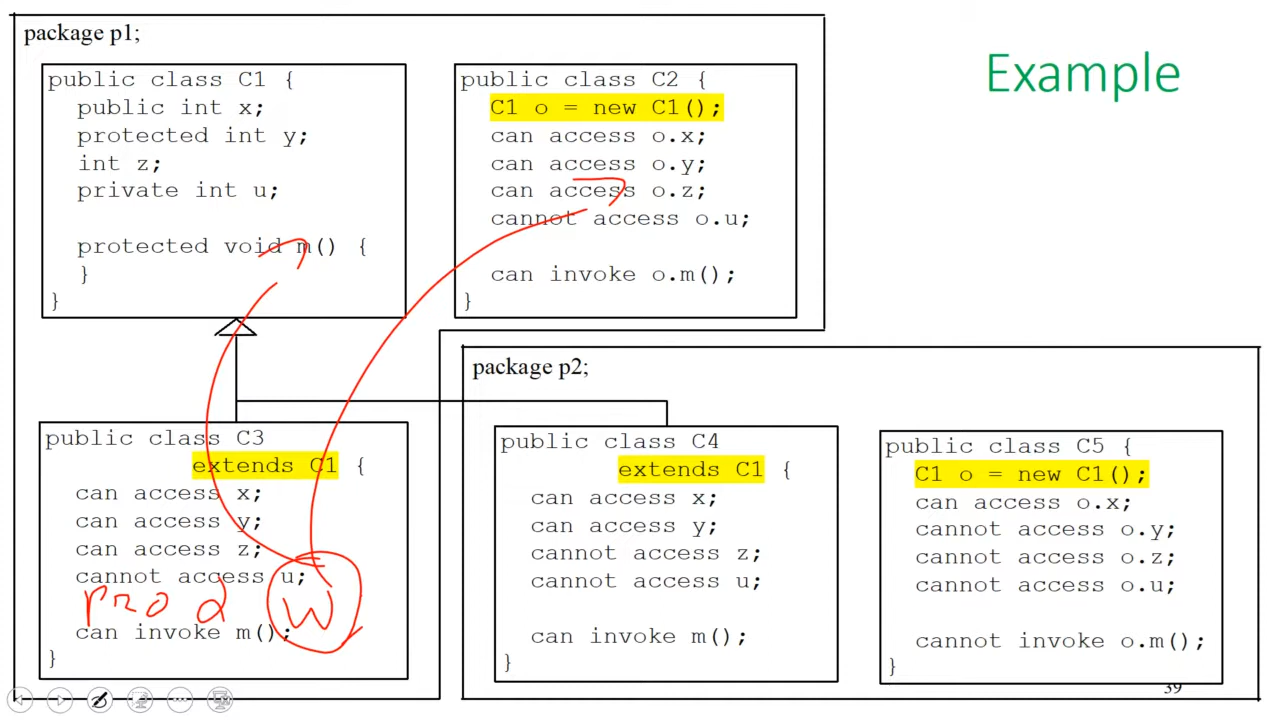 package p1;
public class C1 {
public int x;
protected int y;
int z;
private int u;
protected void m() {
}
}
public class C2 {
C1 o = new C1();
can access o.x;
can access o.y;
can access o.z;
cannot access o.u;
can invoke o.m();
}
Example
public class C3
extends C1 {
can access x;
can access y;
can access z;
cannot access u;
can invoke m();
}
W
package p2;
public class C4
extends C1 {
can access x;
can access y;
cannot access z;
cannot access u;
can invoke m();
}
public class C5 {
C1 o = new C1();
can access o.x;
cannot access o.y;
cannot access o.z;
cannot access o.u;
cannot invoke o.m();
}
39